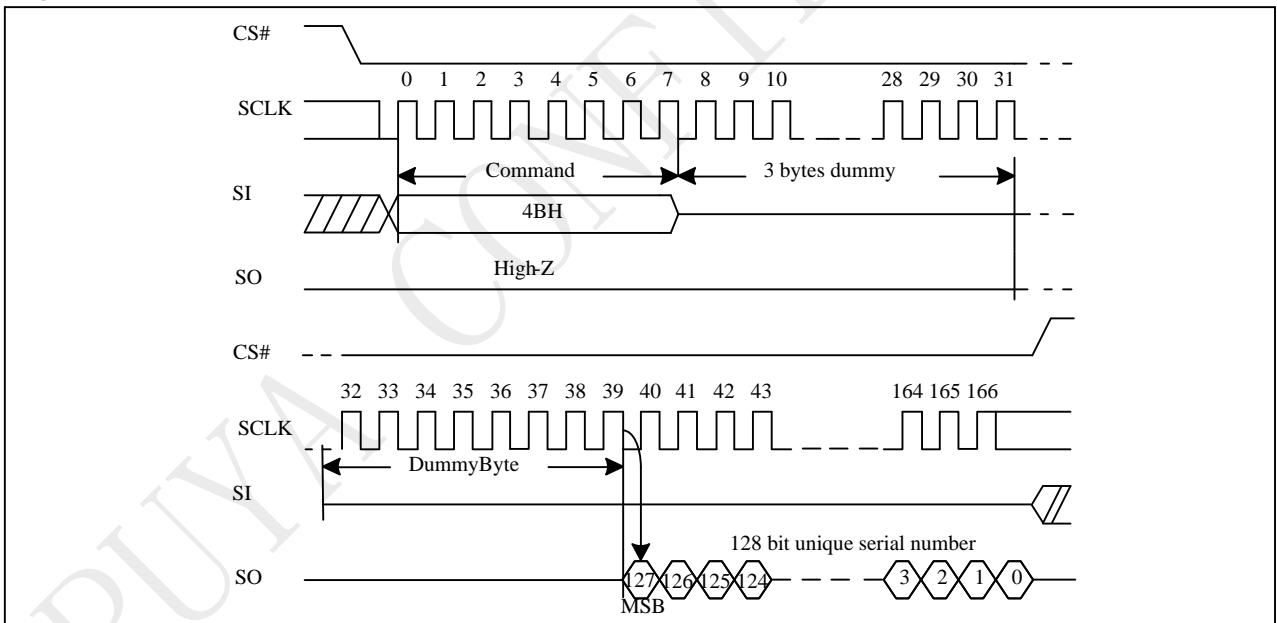 CS#
0 1 2 3 4 5 6 7 8 9 10 28 29 30 31
SCLK
Command 3 bytes dummy
SI
4BH
High-Z
SO
CS#
32 33 34 35 36 37 38 39 40 41 42 43 164 165 166
SCLK
DummyByte
SI
128 bit unique serial number
SO 127 126 125 124 3 2 1 0
MSB
PUYA CONF